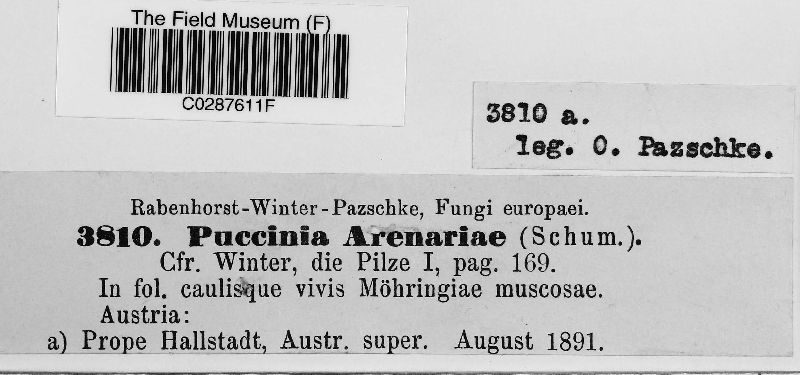 The Field Museum (F)
C0287611F
3810 a.
leg. O. Pazschke.
Rabenhorst-Winter-Pazschke, Fungi europaei.
3810. Puccinia Arenariae (Schum.).
Cfr. Winter, die Pilze I, pag. 169.
In fol. caulisque vivis Möhringiae muscosae.
Austria:
a) Prope Hallstadt, Austr. super. August 1891.